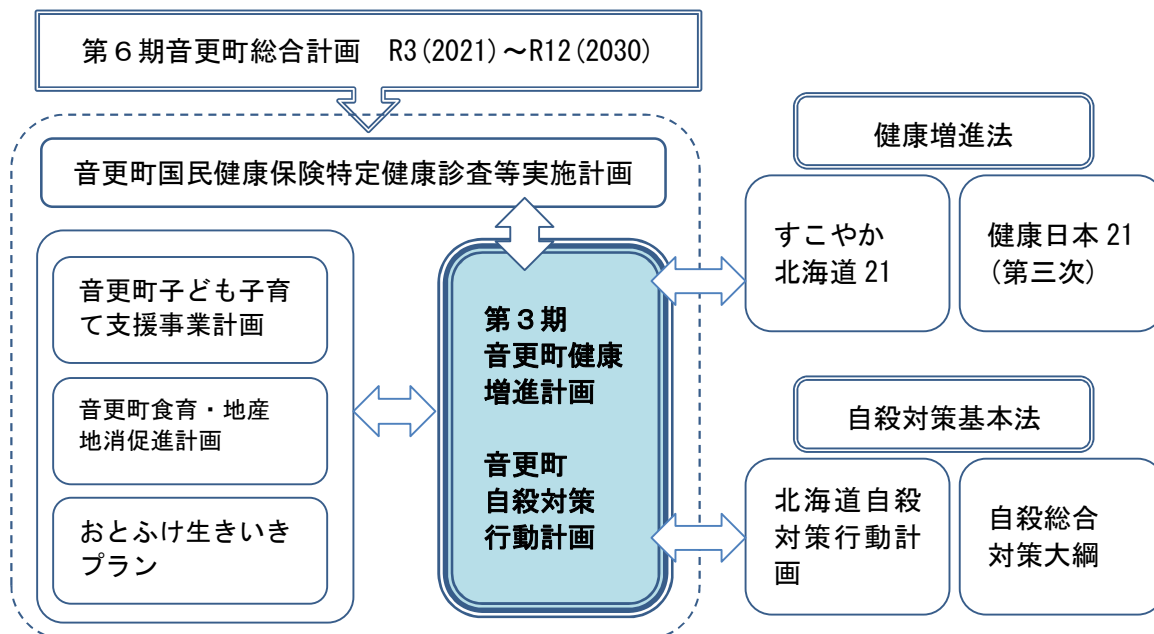 第６期音更町総合計画　R3(2021)～R12(2030)
音更町国民健康保険特定健康診査等実施計画
音更町子ども子育
て支援事業計画
音更町食育・地産
地消促進計画
おとふけ生きいき
プラン
第３期
音更町健康
増進計画
音更町
自殺対策
行動計画
健康増進法
すこやか
北海道 21
健康日本 21
(第三次)
自殺対策基本法
北海道自殺
対策行動計
画
自殺総合
対策大綱